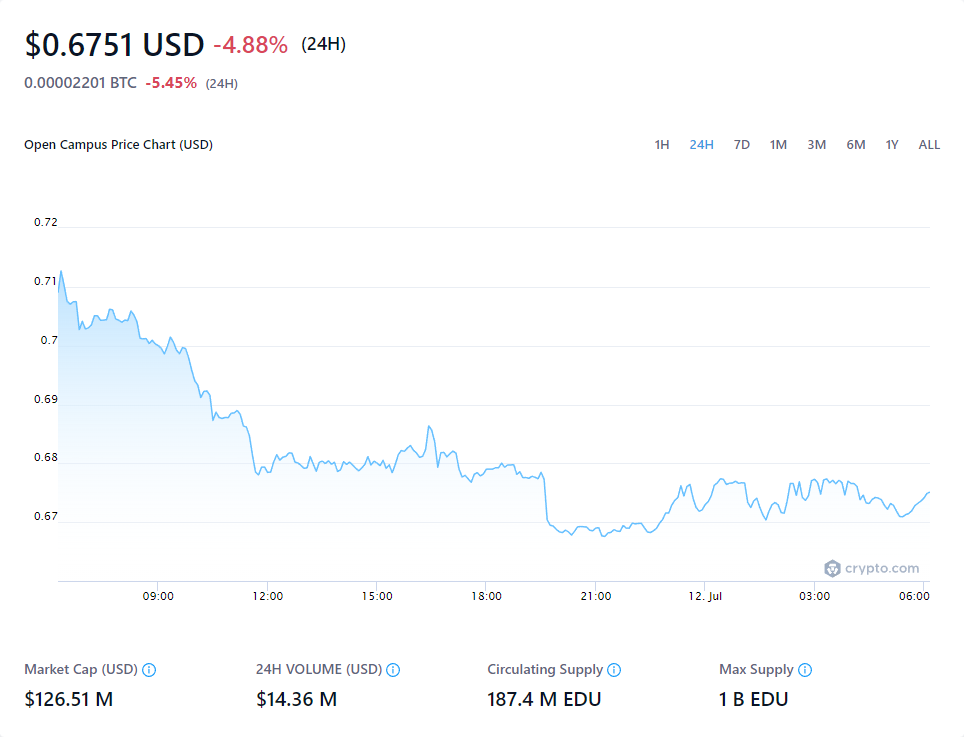 $0.6751 USD -4.88% (24H)
0.00002201 BTC -5.45% (24H)
Open Campus Price Chart (USD) 1H 24H 7D 1M 3M 6M 1Y ALL
0.72
0.71
0.7
0.69
0.68
0.67
crypto.com
09:00 12:00 15:00 18:00 21:00 12. Jul 03:00 06:00
Market Cap (USD) 24H VOLUME (USD) Circulating Supply Max Supply
$126.51 M $14.36 M 187.4 M EDU 1 B EDU